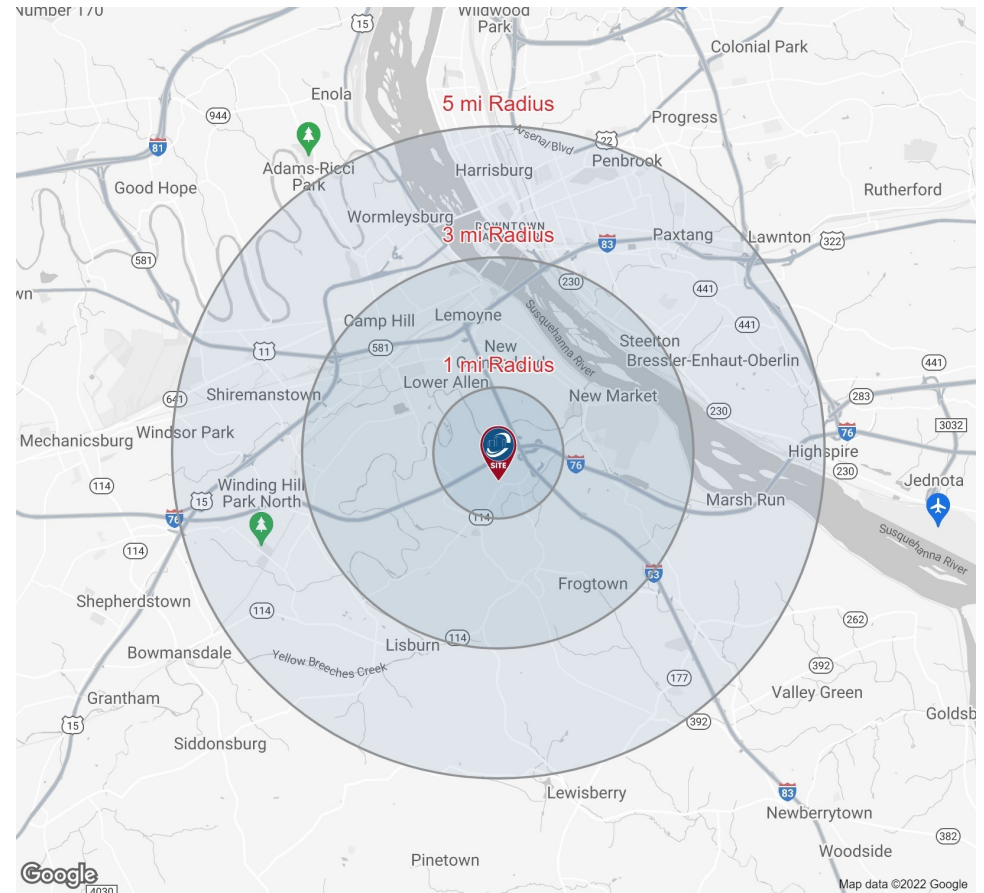 Number 170
Wildwood
Park
15
Colonial Park
Enola
944
5 mi Radius
Progress
81
Arsenal Blvd
22
Penbrook
Adams-Ricci
Park
Harrisburg
Good Hope
Rutherford
Wormleysburg
DOWNTOWN
3 mi Radius
83
Paxtang
Lawnton
322
581
wn
230
441
Camp Hill
Lemoyne
Susquehanna River
441
11
581
New
Steelton
Bressler-Enhaut-Oberlin
441
1 mi Radius
Lower Allen
641
Shiremanstown
New Market
283
230
3032
Mechanicsburg
Windsor Park
76
SITE
76
Highspire
230
114
Winding Hill
Park North
15
Jednota
Marsh Run
76
114
Susquehanna River
114
83
Frogtown
Shepherdstown
114
262
Lisburn
114
Bowmansdale
Yellow Breeches Creek
392
177
Valley Green
Grantham
Goldsb
15
392
Siddonsburg
83
Lewisberry
Newberrytown
382
Woodside
Pinetown
Google
4030
Map data ©2022 Google